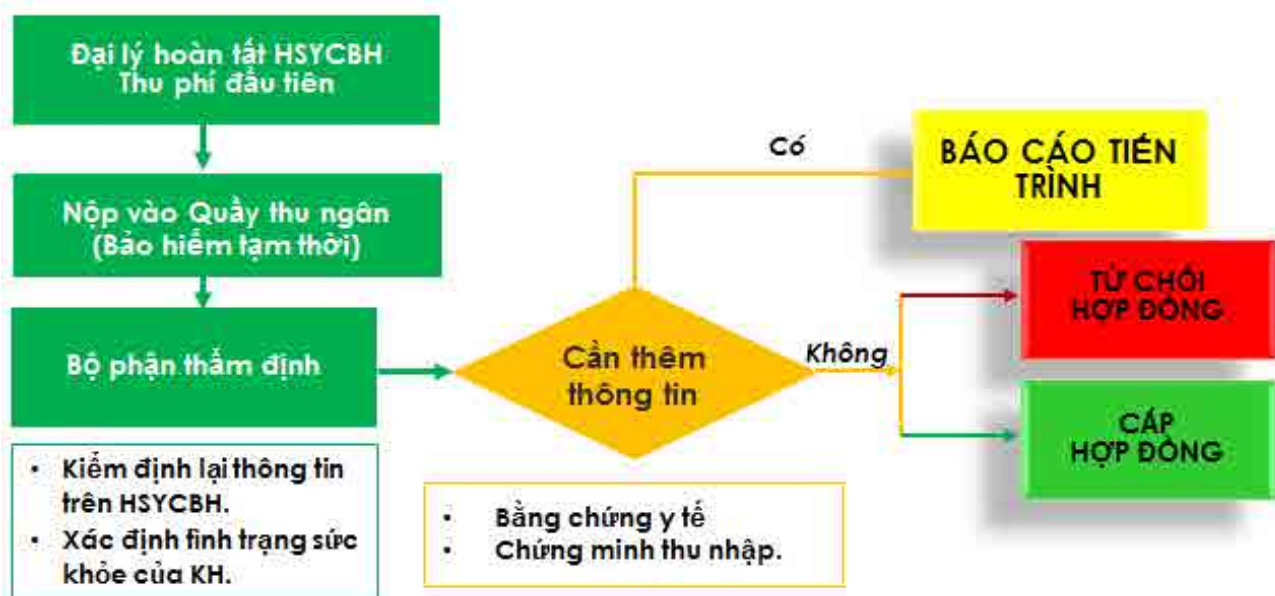 Đại lý hoàn tất HSYCBH
Thu phí đầu tiên
Nộp vào Quầy thu ngân
(Bảo hiểm tạm thời)
Bộ phận thẩm định
• Kiểm định lại thông tin
trên HSYCBH.
• Xác định tình trạng sức
khỏe của KH.
Cần thêm
thông tin
• Bằng chứng y tế
• Chứng minh thu nhập.
Có
BÁO CÁO TIẾN
TRÌNH
Không
TỪ CHỐI
HỢP ĐỒNG
CẤP
HỢP ĐỒNG